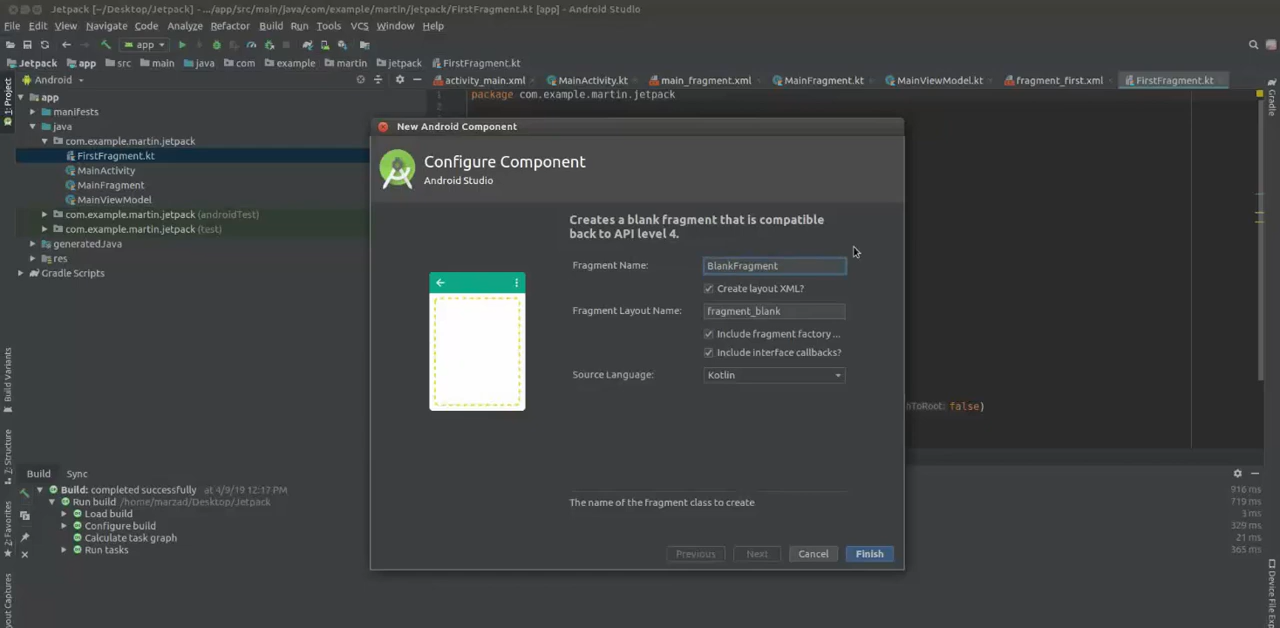 Jetpack [~/Desktop/Jetpack] - .../app/src/main/java/com/example/martin/jetpack/FirstFragment.kt [app] - Android Studio
File Edit View Navigate Code Analyze Refactor Build Run Tools VCS Window Help
app
Jetpack app src main java com example martin jetpack FirstFragment.kt
Android
activity_main.xml MainActivity.kt main_fragment.xml MainFragment.kt MainViewModel.kt fragment_first.xml FirstFragment.kt
1: Project
Gradle
app
1 package com.example.martin.jetpack
2
manifests
java
com.example.martin.jetpack
FirstFragment.kt
MainActivity
MainFragment
MainViewModel
com.example.martin.jetpack (androidTest)
com.example.martin.jetpack (test)
generatedJava
res
Gradle Scripts
New Android Component
Configure Component
Android Studio
Creates a blank fragment that is compatible
back to API level 4.
Fragment Name: BlankFragment
Create layout XML?
Fragment Layout Name: fragment_blank
Include fragment factory ...
Include interface callbacks?
Source Language: Kotlin
The name of the fragment class to create
Previous Next Cancel Finish
false)
Build Variants
Z: Structure
2: Favorites
Build Sync
Build: completed successfully at 4/9/19 12:17 PM 916 ms
Run build /home/marzad/Desktop/Jetpack 719 ms
Load build 3 ms
Configure build 329 ms
Calculate task graph 21 ms
Run tasks 365 ms